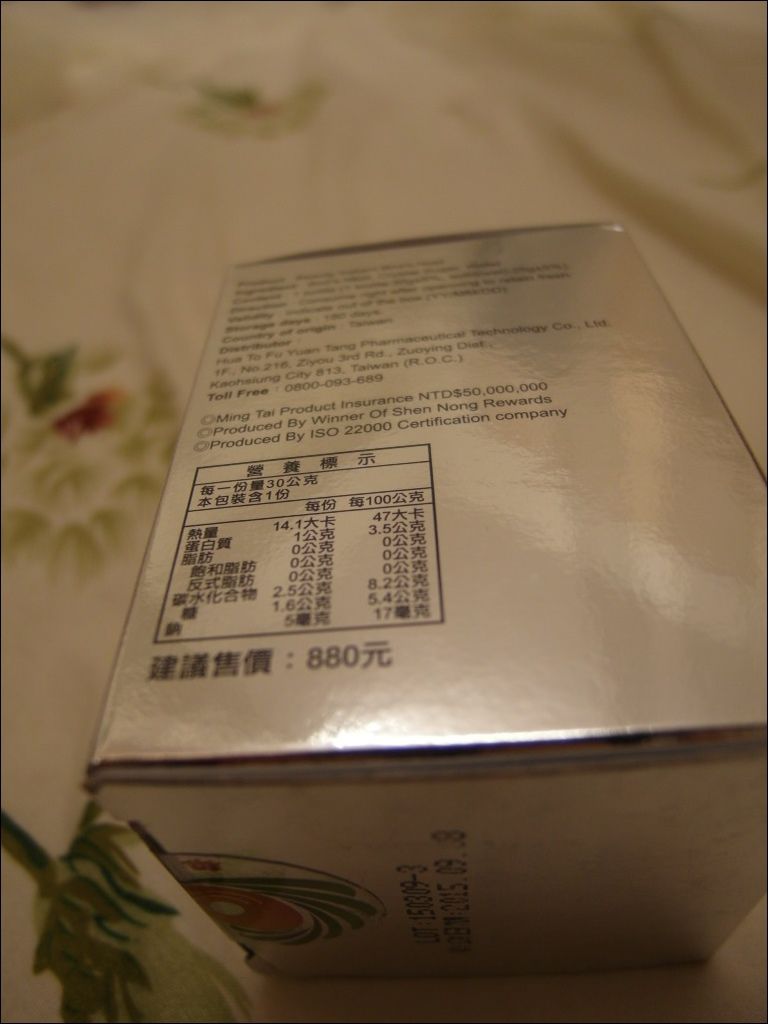 Storage days : 180 days
Country of origin : Taiwan
Distributor :
Hua To Fu Yuan Tang Pharmaceutical Technology Co., Ltd.
1F., No.216, Ziyou 3rd Rd., Zuoying Dist.,
Kaohsiung City 813, Taiwan (R.O.C.)
Toll Free : 0800-093-689
◎Ming Tai Product Insurance NTD$50,000,000
◎Produced By Winner Of Shen Nong Rewards
◎Produced By ISO 22000 Certification company
營養標示
每一份量30公克
本包裝含1份
每份 每100公克
熱量 14.1大卡 47大卡
蛋白質 1公克 3.5公克
脂肪 0公克 0公克
飽和脂肪 0公克 0公克
反式脂肪 0公克 0公克
碳水化合物 2.5公克 8.2公克
糖 1.6公克 5.4公克
鈉 5毫克 17毫克
建議售價：880元
LOT:150309-3